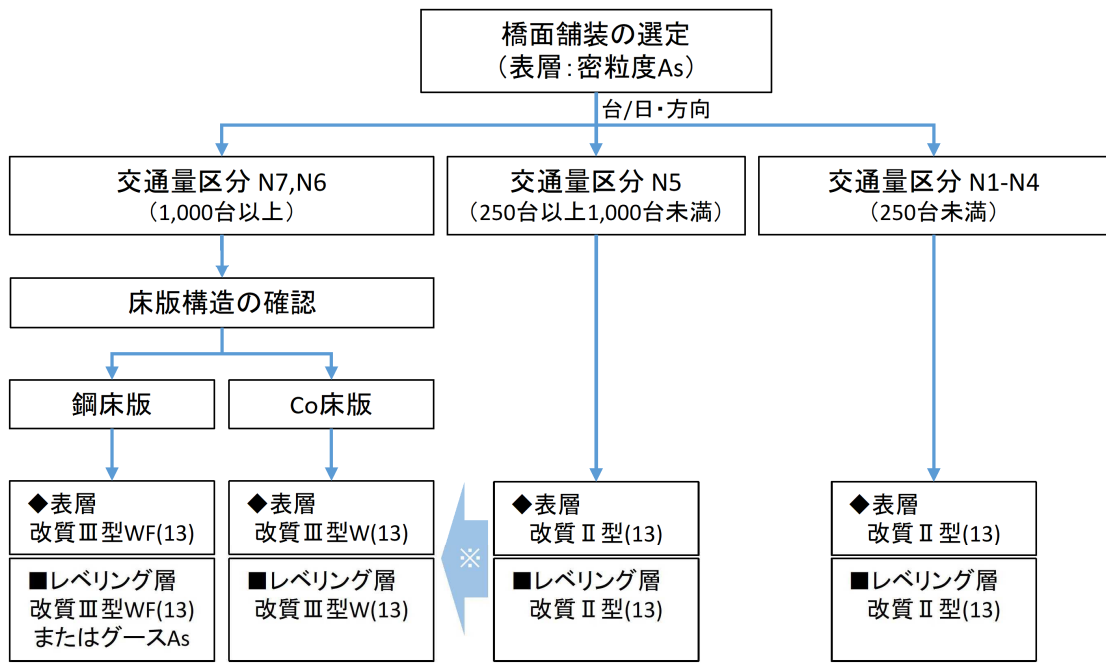 橋面舗装の選定
（表層：密粒度As）
台/日・方向
交通量区分 N7,N6
（1,000台以上）
交通量区分 N5
（250台以上1,000台未満）
交通量区分 N1-N4
（250台未満）
床版構造の確認
鋼床版
Co床版
◆表層
改質Ⅲ型WF(13)
■レベリング層
改質Ⅲ型WF(13)
またはグースAs
◆表層
改質Ⅲ型W(13)
■レベリング層
改質Ⅲ型W(13)
※
◆表層
改質Ⅱ型(13)
■レベリング層
改質Ⅱ型(13)
◆表層
改質Ⅱ型(13)
■レベリング層
改質Ⅱ型(13)